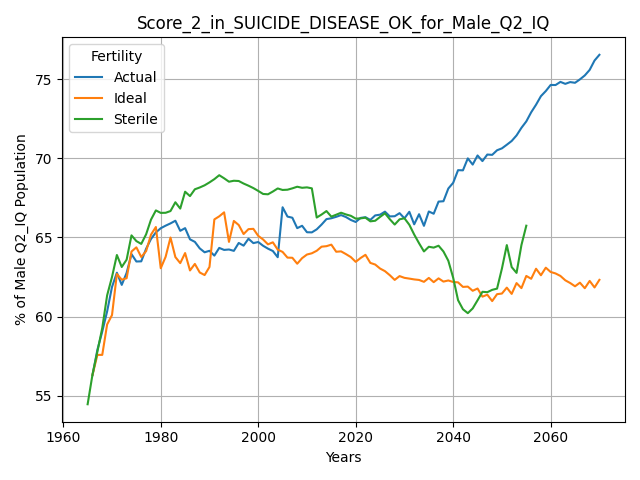 Score_2_in_SUICIDE_DISEASE_OK_for_Male_Q2_IQ
Fertility
Actual
Ideal
Sterile
% of Male Q2_IQ Population
75
70
65
60
55
1960
1980
2000
2020
2040
2060
Years